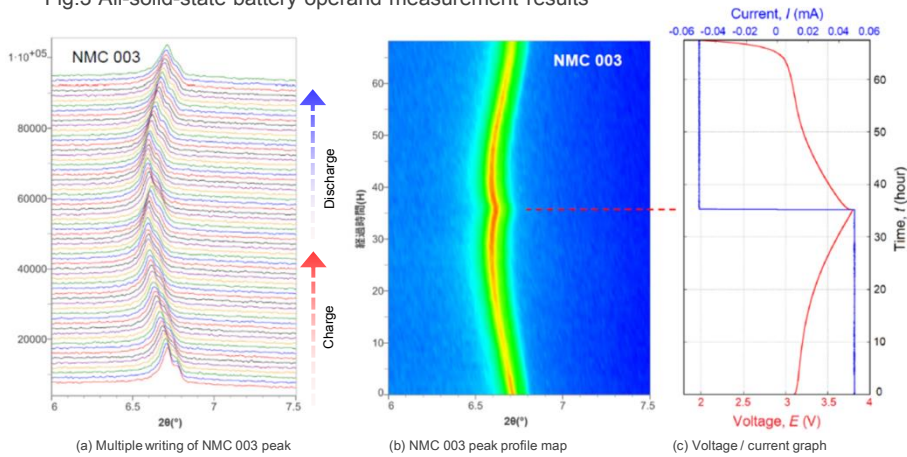 Fig.3 All-solid-state battery operand measurement results
NMC 003
1·10+05
80000
60000
40000
20000
6 6.5 7 7.5
2θ(°)
Discharge
Charge
(a) Multiple writing of NMC 003 peak
NMC 003
経過時間(H)
60
50
40
30
20
10
0
6 6.5 7 7.5
2θ(°)
(b) NMC 003 peak profile map
Current, I (mA)
-0.06 -0.04 -0.02 0 0.02 0.04 0.06
Time, t (hour)
60
50
40
30
20
10
0
2 2.5 3 3.5 4
Voltage, E (V)
(c) Voltage / current graph